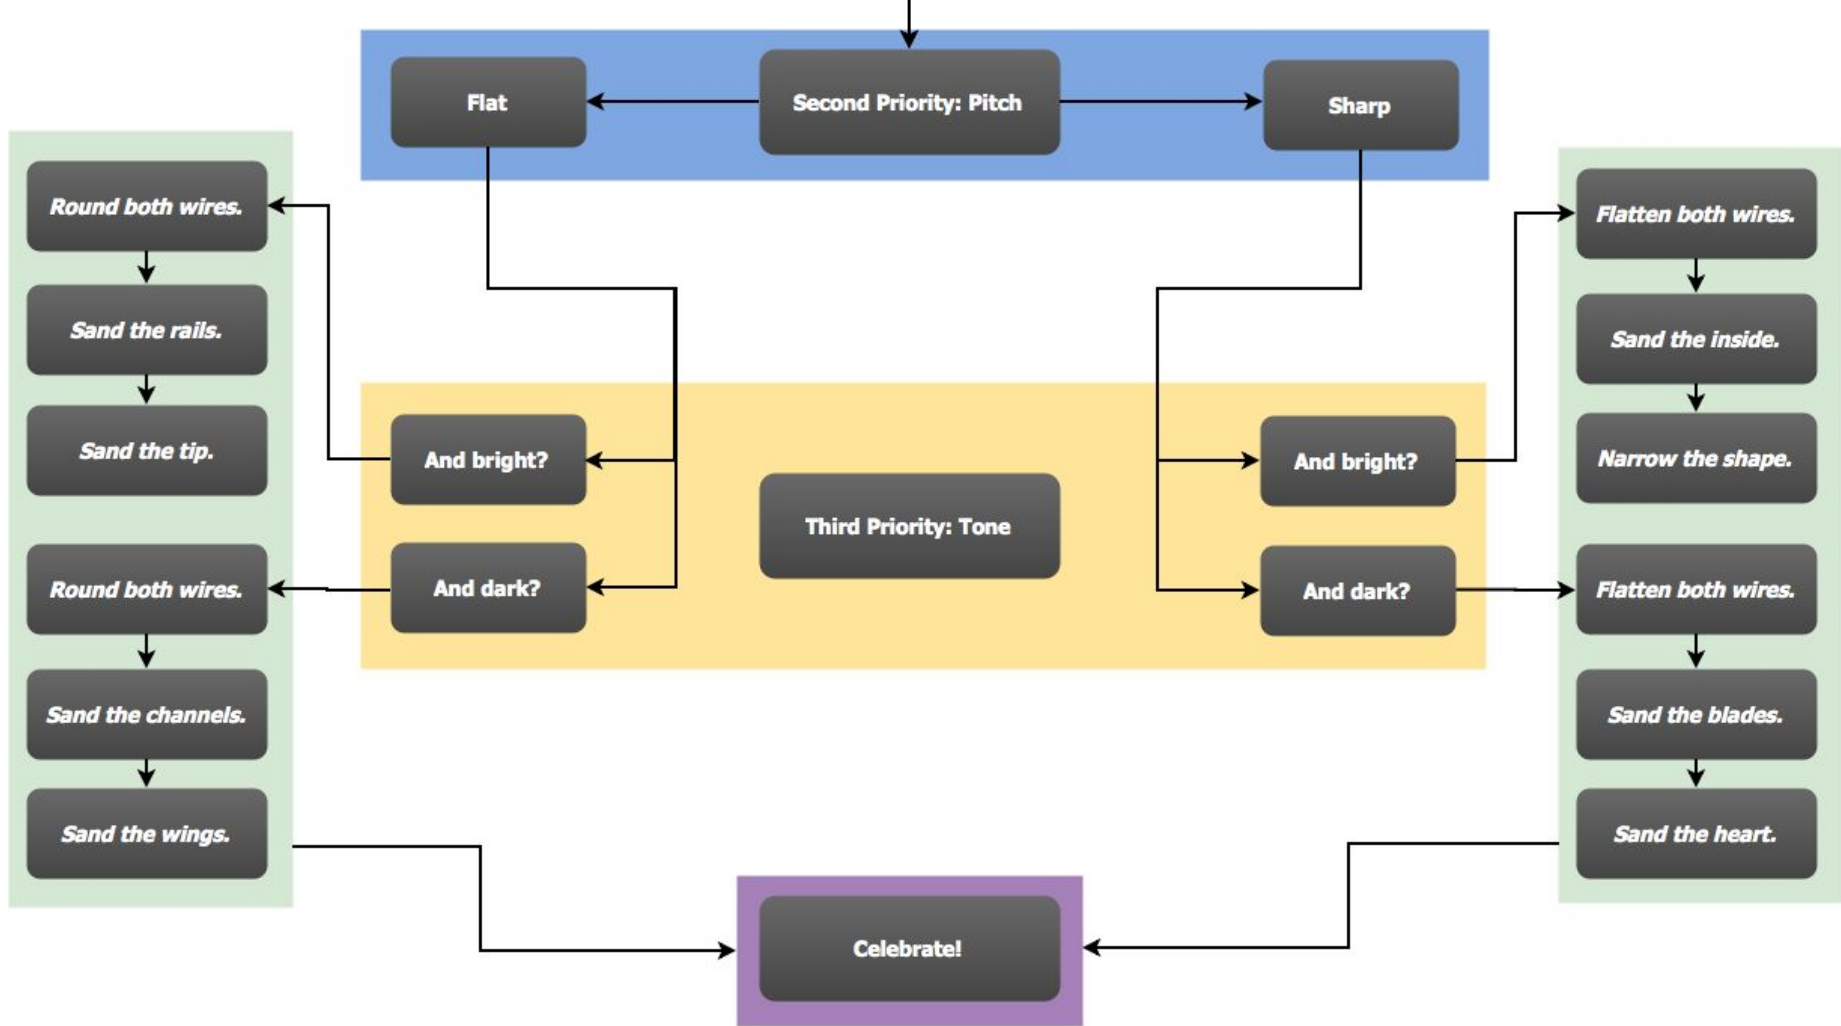 Flat
Second Priority: Pitch
Sharp
Round both wires.
Sand the rails.
Sand the tip.
Round both wires.
Sand the channels.
Sand the wings.
And bright?
And dark?
Third Priority: Tone
And bright?
And dark?
Flatten both wires.
Sand the inside.
Narrow the shape.
Flatten both wires.
Sand the blades.
Sand the heart.
Celebrate!